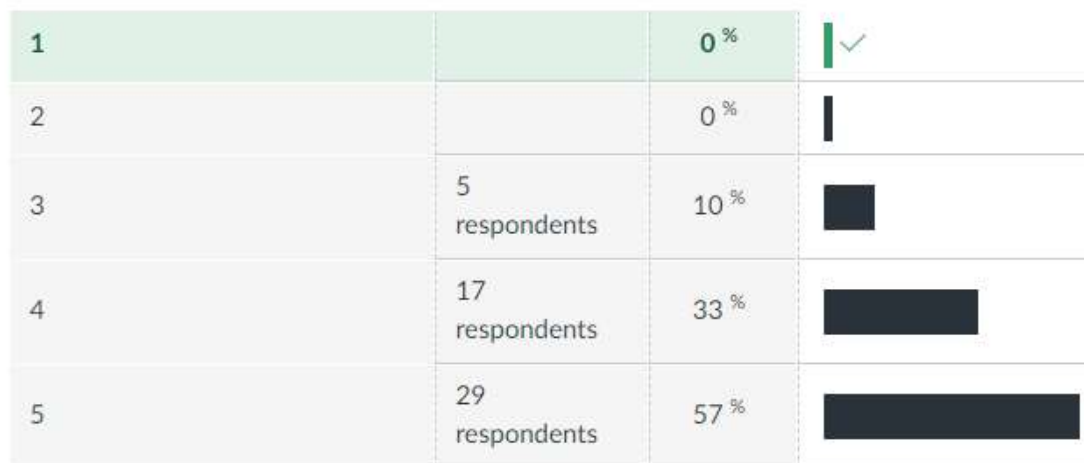 1 0 %
2 0 %
3 5 respondents 10 %
4 17 respondents 33 %
5 29 respondents 57 %